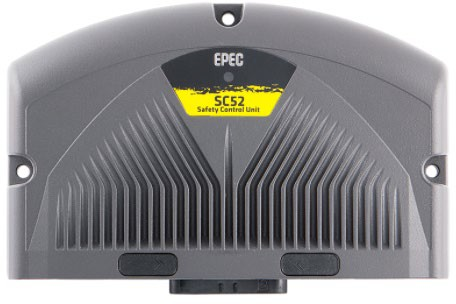 EPEC
SC52
Safety Control Unit